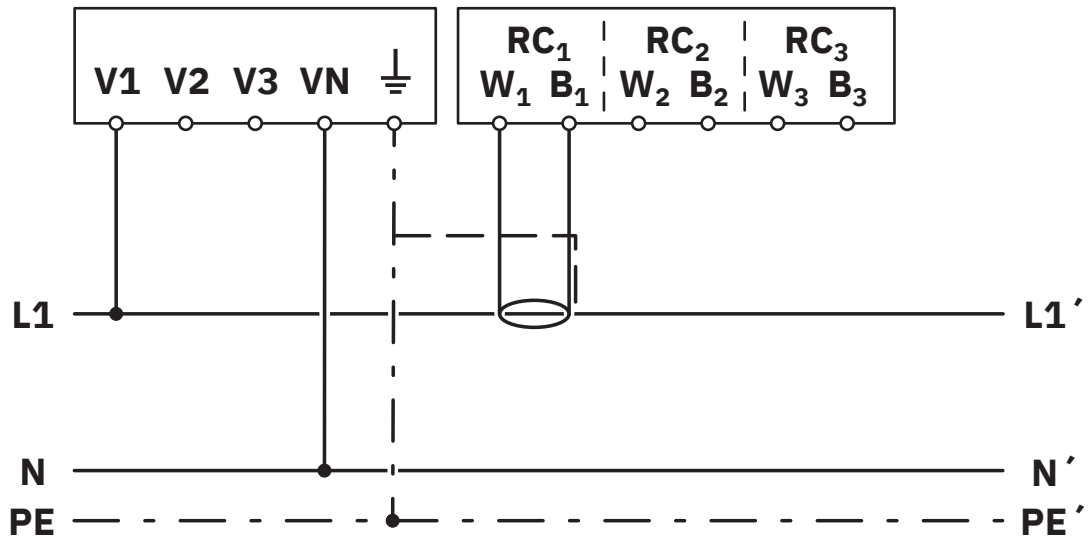 RC₁ RC₂ RC₃
V1 V2 V3 VN W₁ B₁ W₂ B₂ W₃ B₃
L1 L1´
N N´
PE PE´